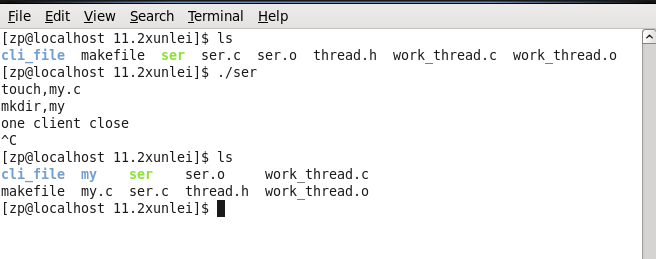 File Edit View Search Terminal Help
[zp@localhost 11.2xunlei]$ ls
cli_file makefile ser ser.c ser.o thread.h work_thread.c work_thread.o
[zp@localhost 11.2xunlei]$ ./ser
touch,my.c
mkdir,my
one client close
^C
[zp@localhost 11.2xunlei]$ ls
cli_file my ser ser.o work_thread.c
makefile my.c ser.c thread.h work_thread.o
[zp@localhost 11.2xunlei]$